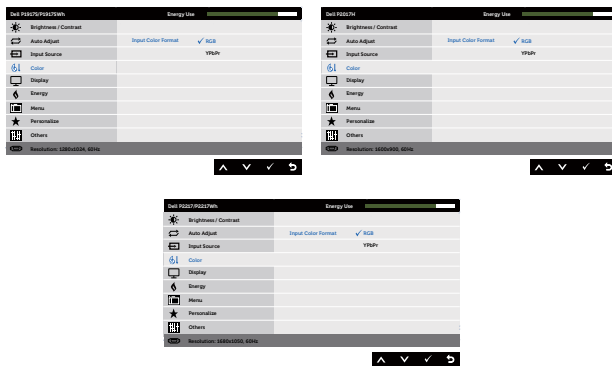 Dell P1917S/P1917SWh Energy Use
Brightness / Contrast
Auto Adjust Input Color Format ✓ RGB
Input Source YPbPr
Color
Display
Energy
Menu
Personalize
Others
Resolution: 1280x1024, 60Hz
Dell P2017H Energy Use
Brightness / Contrast
Auto Adjust Input Color Format ✓ RGB
Input Source YPbPr
Color
Display
Energy
Menu
Personalize
Others
Resolution: 1600x900, 60Hz
Dell P2217/P2217Wh Energy Use
Brightness / Contrast
Auto Adjust Input Color Format ✓ RGB
Input Source YPbPr
Color
Display
Energy
Menu
Personalize
Others
Resolution: 1680x1050, 60Hz